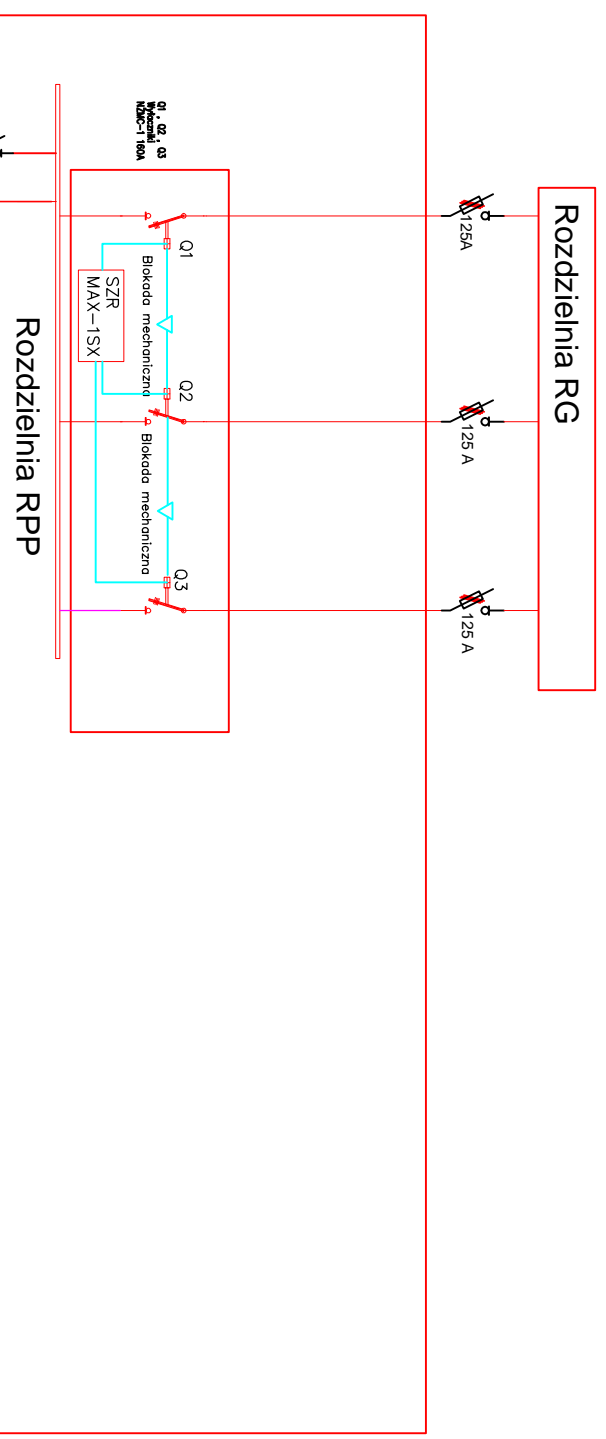 Rozdzielnia RG
125A
125 A
125 A
Q1 , Q2 , Q3
Wyłączniki
NZMC-1 160A
Q1
Blokada mechaniczna
Q2
Blokada mechaniczna
Q3
SZR
MAX-1SX
Rozdzielnia RPP